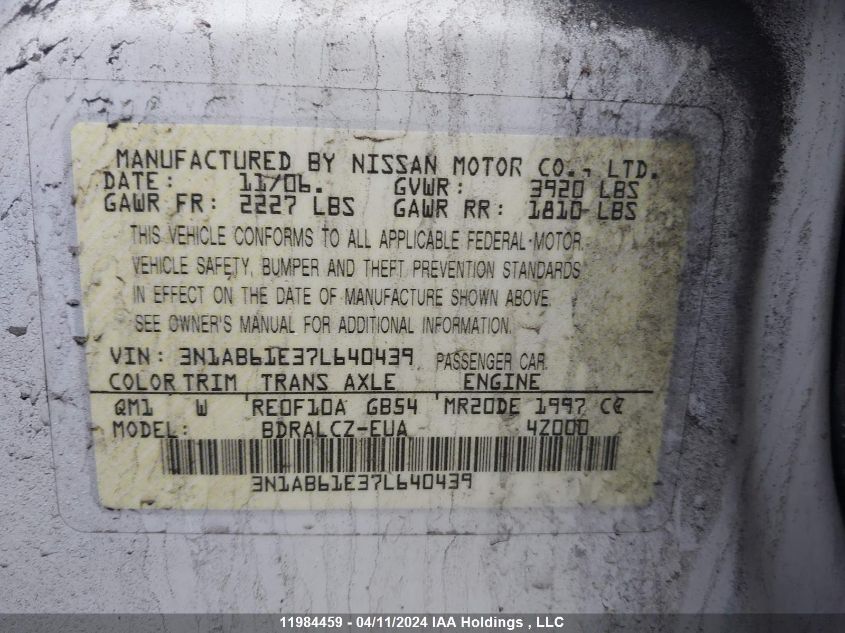 MANUFACTURED BY NISSAN MOTOR CO., LTD.
DATE: 11/06. GVWR: 3920 LBS
GAWR FR: 2227 LBS GAWR RR: 1810 LBS
THIS VEHICLE CONFORMS TO ALL APPLICABLE FEDERAL MOTOR
VEHICLE SAFETY, BUMPER AND THEFT PREVENTION STANDARDS
IN EFFECT ON THE DATE OF MANUFACTURE SHOWN ABOVE.
SEE OWNER'S MANUAL FOR ADDITIONAL INFORMATION.
VIN: 3N1AB61E37L640439 PASSENGER CAR
COLOR TRIM TRANS AXLE ENGINE
QM1 W RE0F10A GB54 MR20DE 1997 CC
MODEL: BDRALCZ-EUA 4Z000
3N1AB61E37L640439
11984459 - 04/11/2024 IAA Holdings , LLC